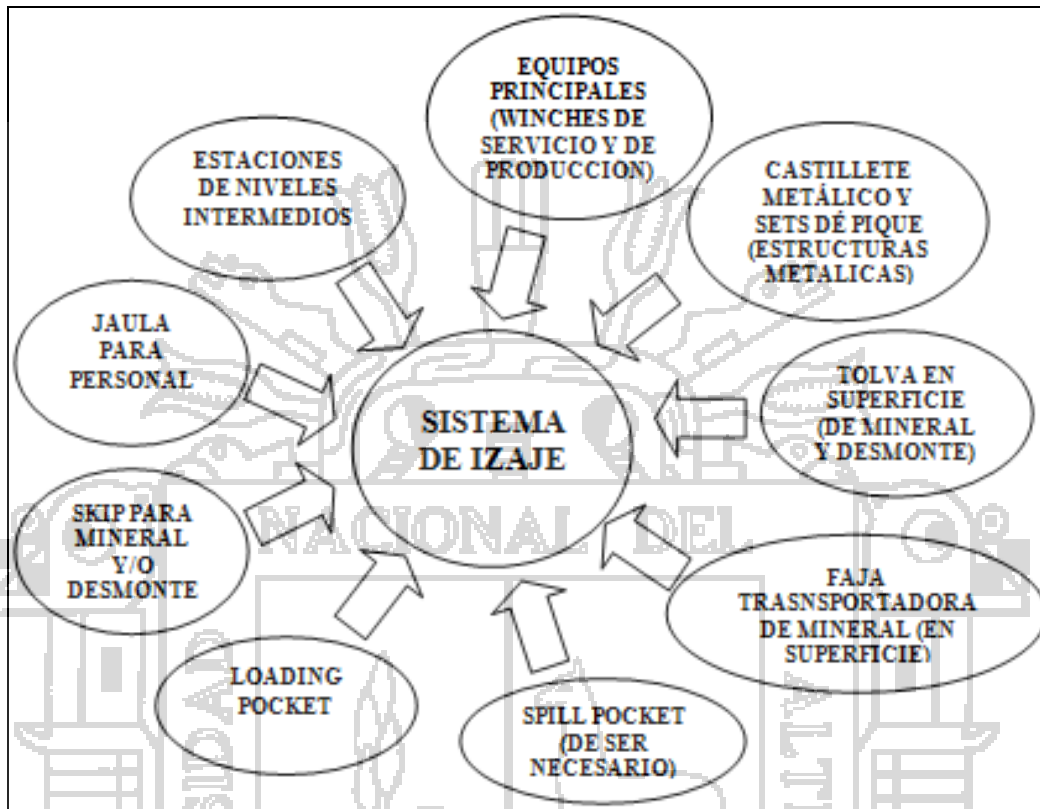 EQUIPOS
PRINCIPALES
(WINCHES DE
SERVICIO Y DE
PRODUCCION)
CASTILLETE
METÁLICO Y
SETS DÉ PIQUE
(ESTRUCTURAS
METALICAS)
TOLVA EN
SUPERFICIE
(DE MINERAL
Y DESMONTE)
FAJA
TRASNSPORTADORA
DE MINERAL (EN
SUPERFICIE)
SPILL POCKET
(DE SER
NECESARIO)
LOADING
POCKET
SKIP PARA
MINERAL
Y/O
DESMONTE
JAULA
PARA
PERSONAL
ESTACIONES
DE NIVELES
INTERMEDIOS
SISTEMA
DE IZAJE
NACIONAL DEL